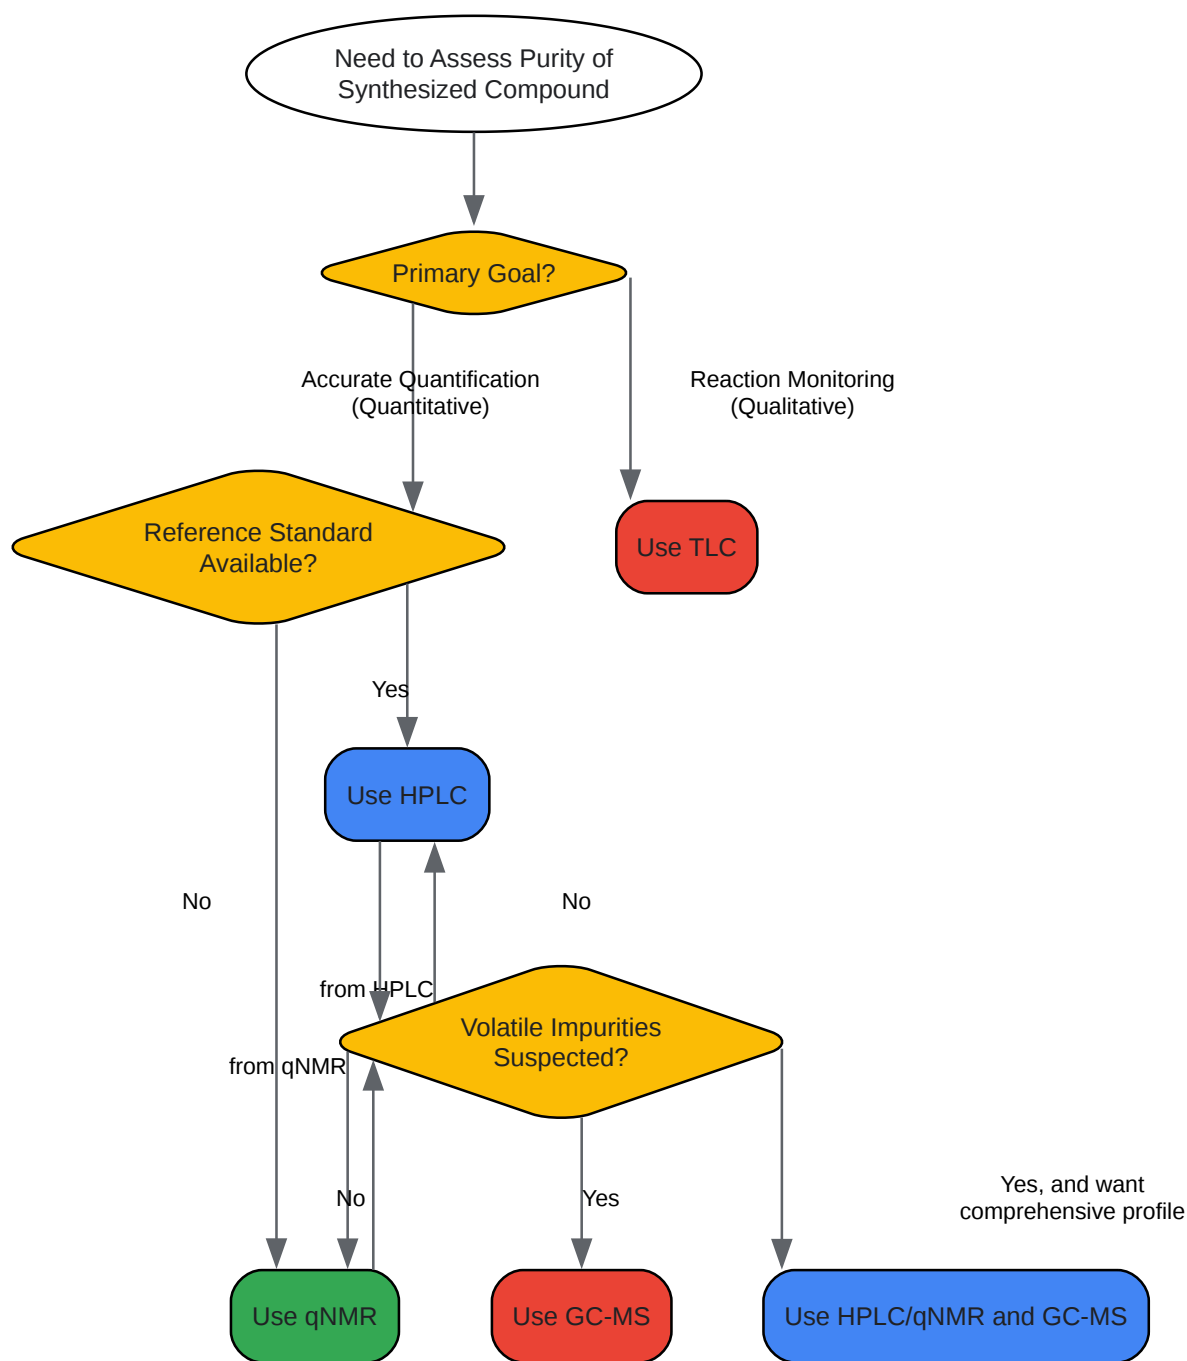 Need to Assess Purity of
Synthesized Compound
Primary Goal?
Accurate Quantification
(Quantitative)
Reaction Monitoring
(Qualitative)
Reference Standard
Available?
Use TLC
Yes
Use HPLC
No
No
from HPLC
Volatile Impurities
Suspected?
from qNMR
No
Yes
Yes, and want
comprehensive profile
Use qNMR
Use GC-MS
Use HPLC/qNMR and GC-MS